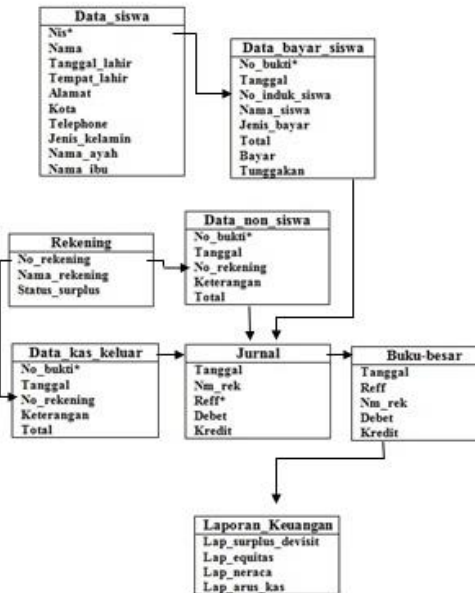 Data_siswa
Nis*
Nama
Tanggal_lahir
Tempat_lahir
Alamat
Kota
Telephone
Jenis_kelamin
Nama_ayah
Nama_ibu
Data_bayar_siswa
No_bukti*
Tanggal
No_induk_siswa
Nama_siswa
Jenis_bayar
Total
Bayar
Tunggakan
Data_non_siswa
No_bukti*
Tanggal
No_rekening
Keterangan
Total
Rekening
No_rekening
Nama_rekening
Status_surplus
Data_kas_keluar
No_bukti*
Tanggal
No_rekening
Keterangan
Total
Jurnal
Tanggal
Nm_rek
Reff*
Debet
Kredit
Buku-besar
Tanggal
Reff
Nm_rek
Debet
Kredit
Laporan_Keuangan
Lap_surplus_devisit
Lap_equitas
Lap_neraca
Lap_arus_kas